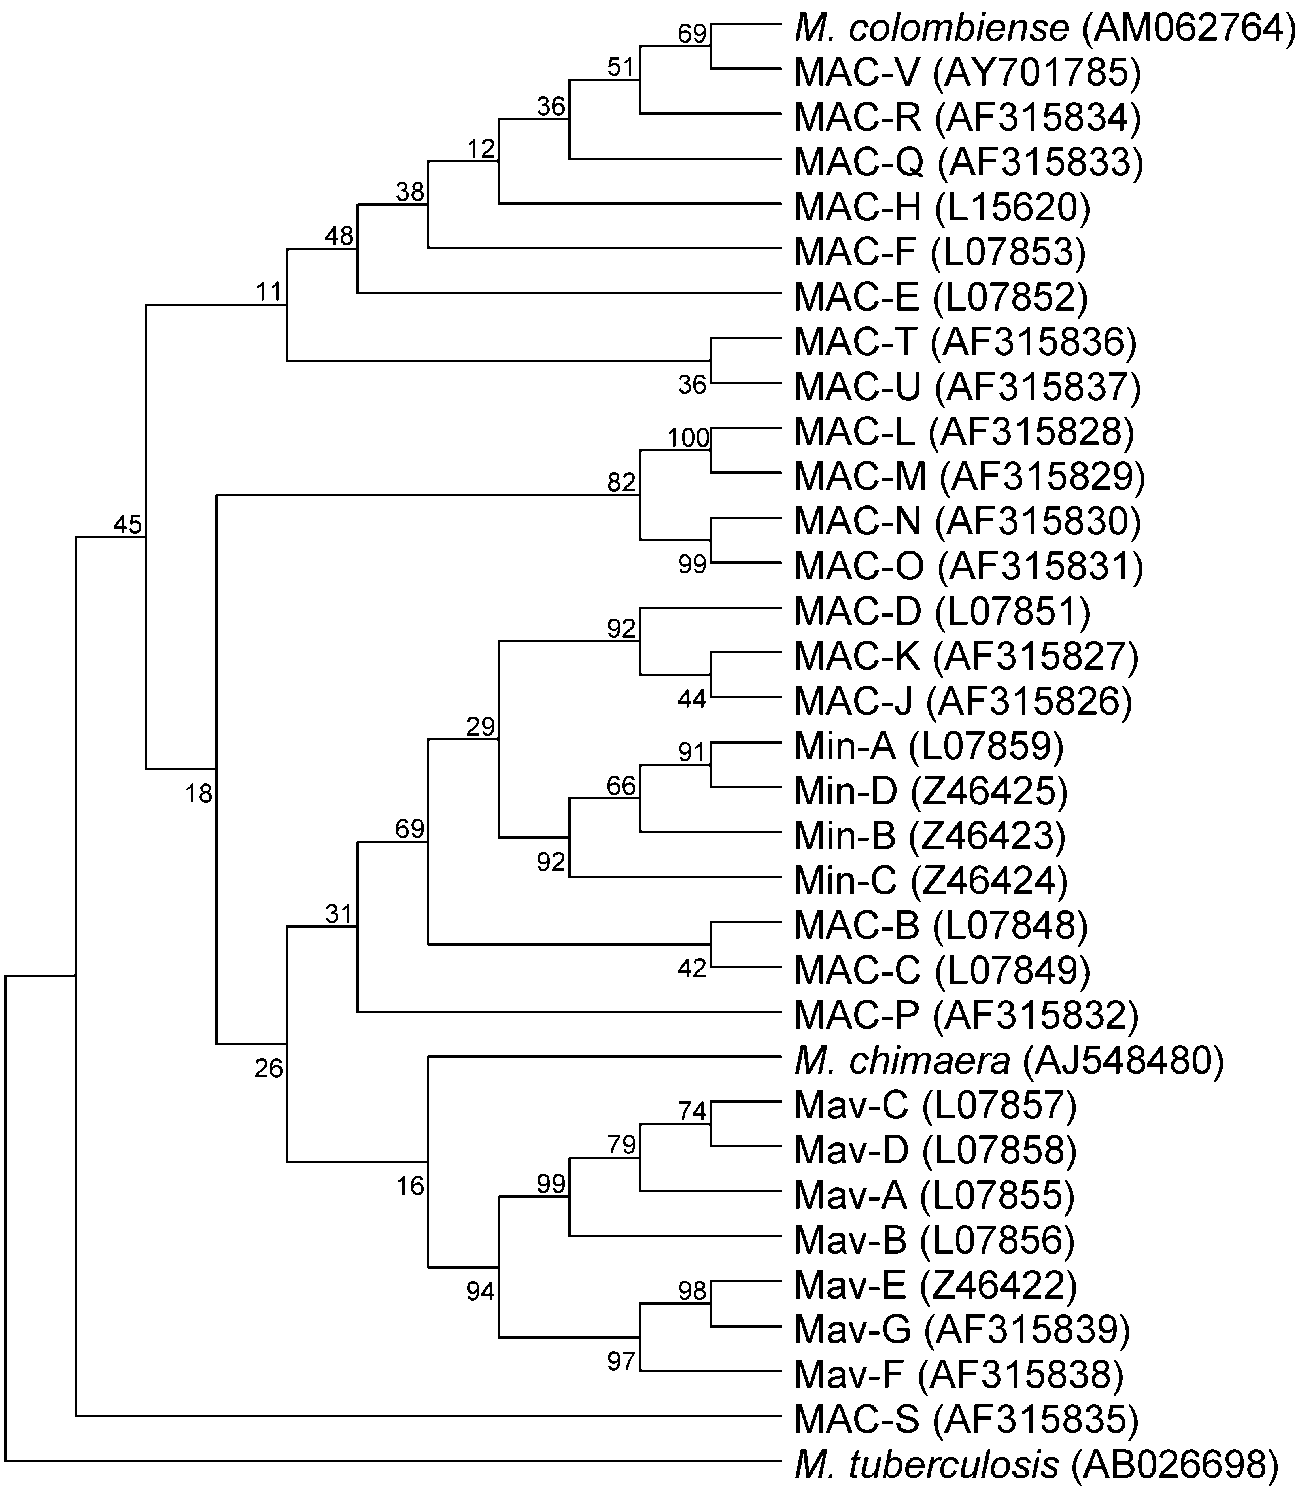 69 M. colombiense (AM062764)
51 MAC-V (AY701785)
36 MAC-R (AF315834)
12 MAC-Q (AF315833)
38 MAC-H (L15620)
48 MAC-F (L07853)
11 MAC-E (L07852)
MAC-T (AF315836)
36 MAC-U (AF315837)
100 MAC-L (AF315828)
82 MAC-M (AF315829)
45 MAC-N (AF315830)
99 MAC-O (AF315831)
92 MAC-D (L07851)
MAC-K (AF315827)
44 MAC-J (AF315826)
29 91 Min-A (L07859)
18 66 Min-D (Z46425)
69 Min-B (Z46423)
92 Min-C (Z46424)
31 MAC-B (L07848)
42 MAC-C (L07849)
MAC-P (AF315832)
26 M. chimaera (AJ548480)
74 Mav-C (L07857)
79 Mav-D (L07858)
16 99 Mav-A (L07855)
Mav-B (L07856)
94 98 Mav-E (Z46422)
Mav-G (AF315839)
97 Mav-F (AF315838)
MAC-S (AF315835)
M. tuberculosis (AB026698)